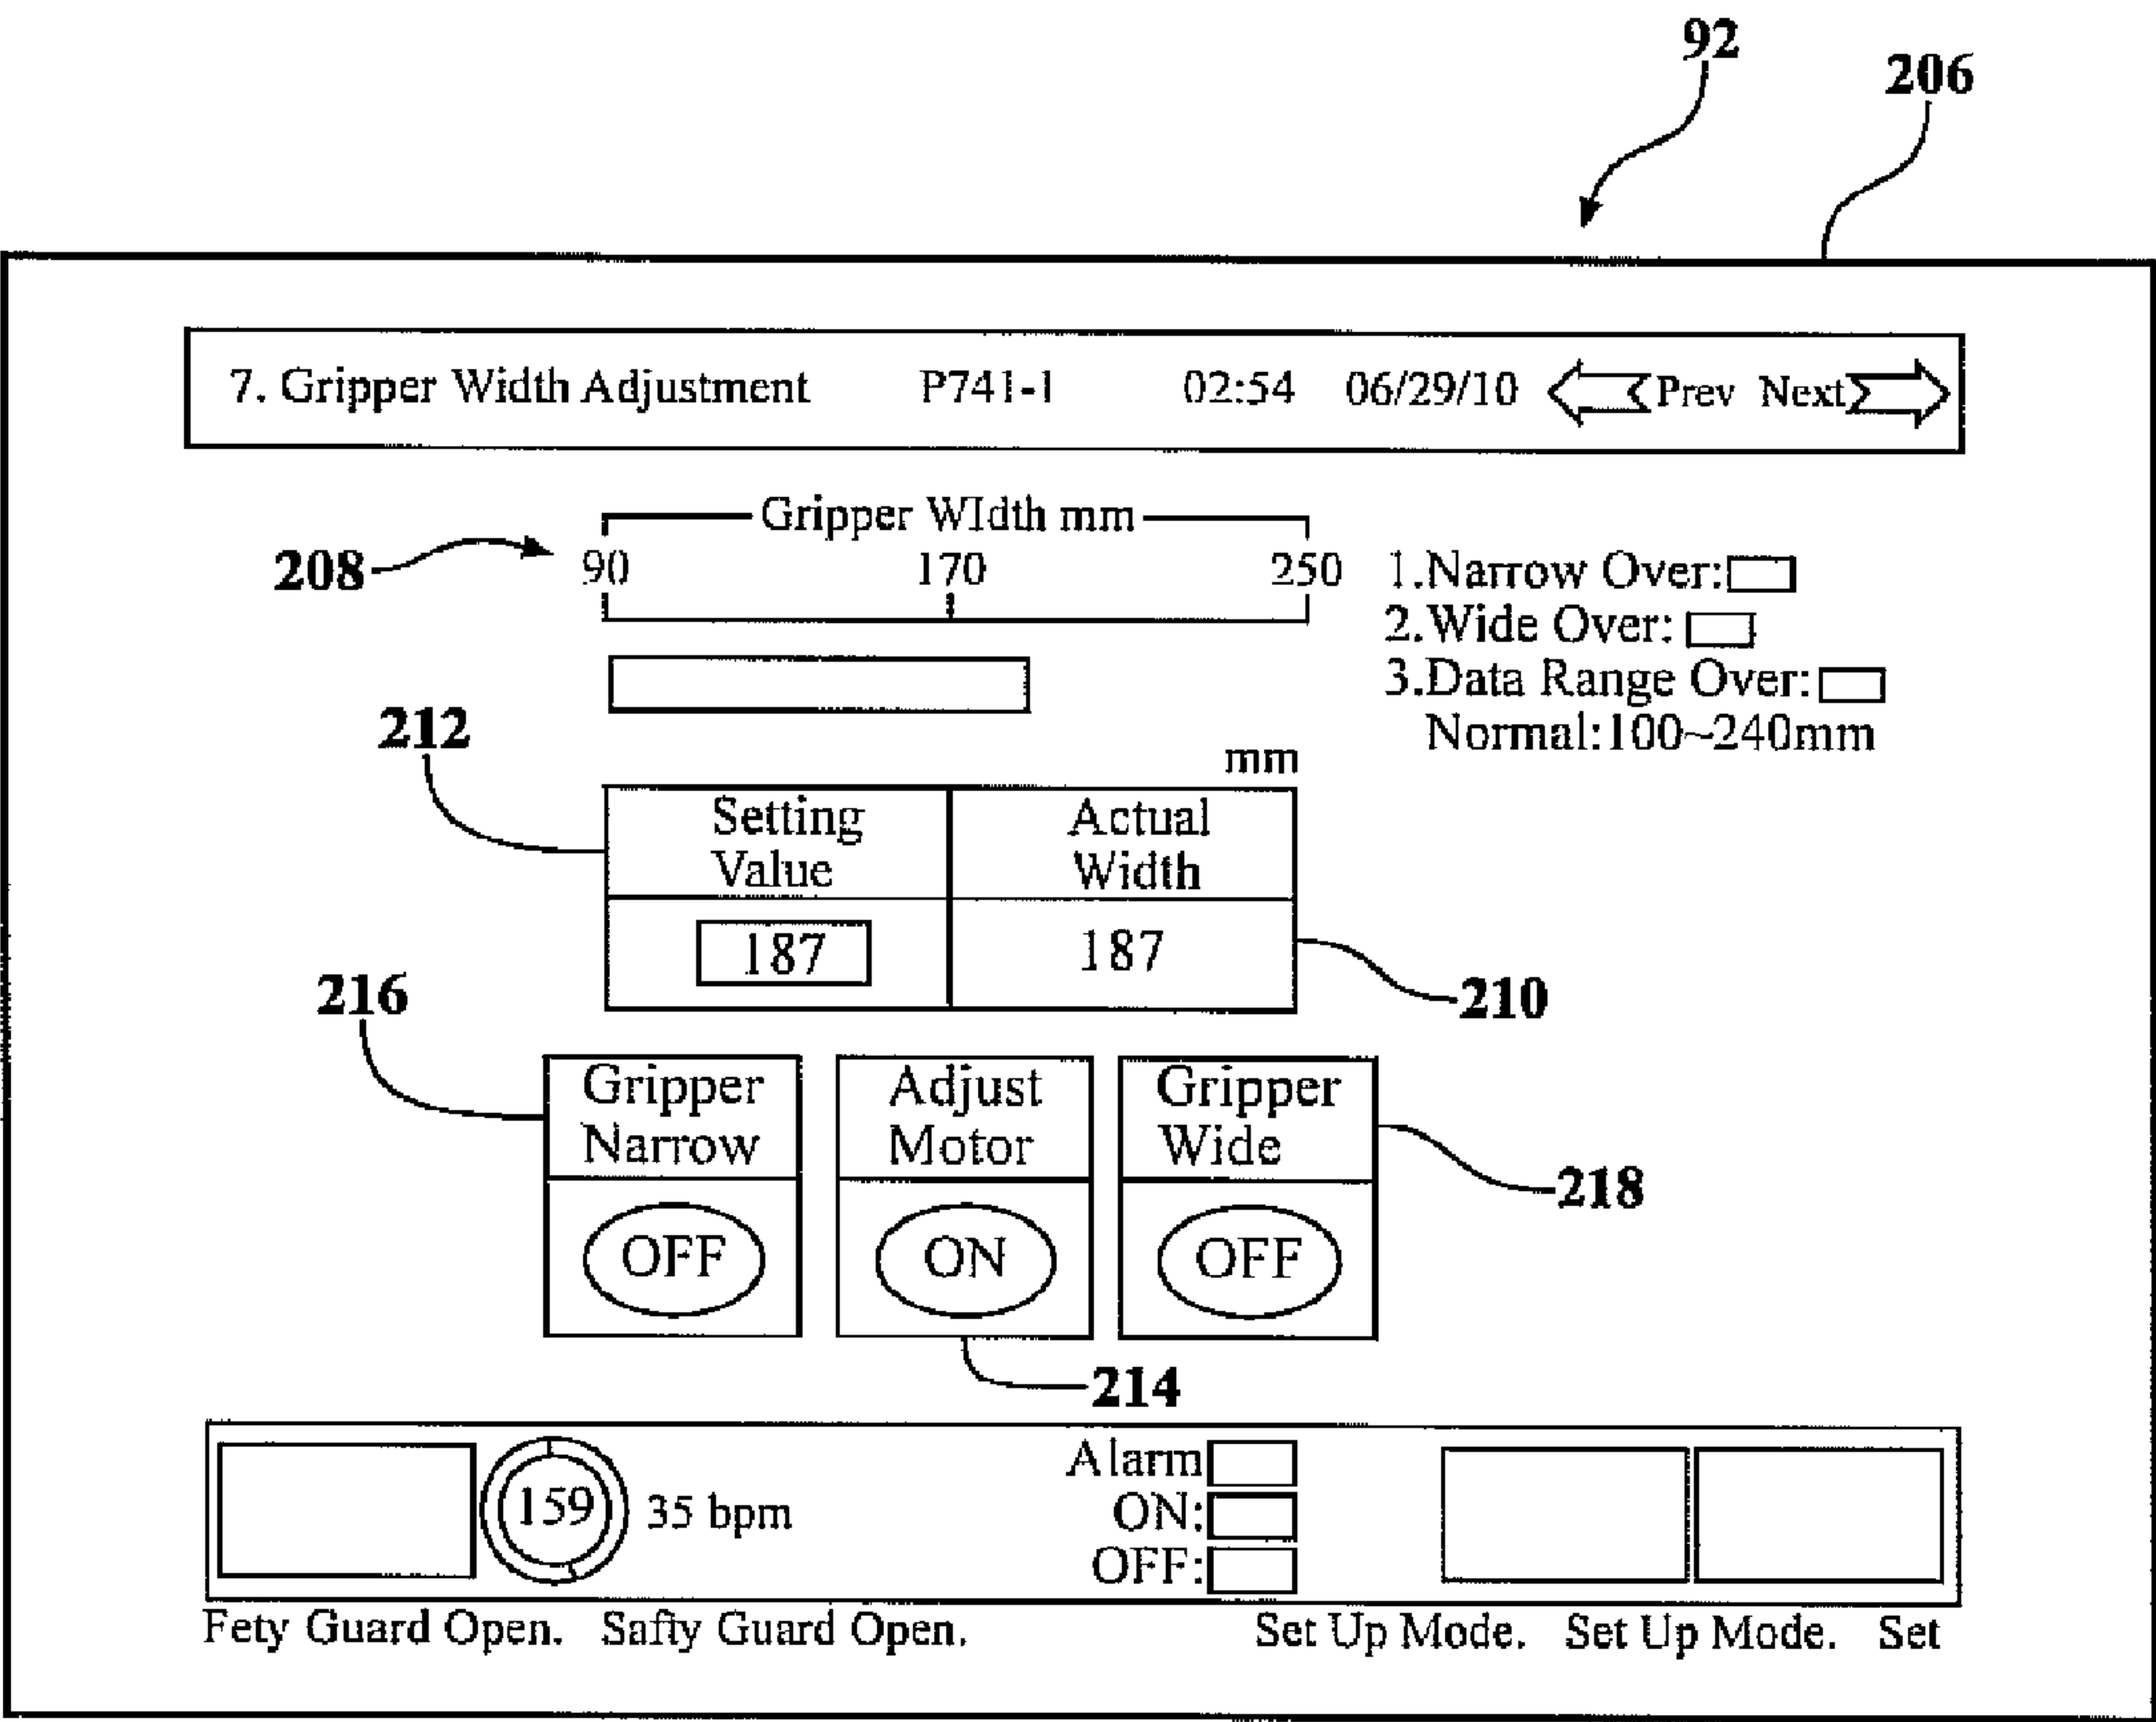 92
206
7. Gripper Width Adjustment P741-1 02:54 06/29/10 Prev Next
Gripper WIdth mm
208 90 170 250
1.Narrow Over:
2.Wide Over:
3.Data Range Over:
Normal:100~240mm
212
mm
Setting Value
Actual Width
187
187
210
216
Gripper Narrow
Adjust Motor
Gripper Wide
218
OFF
ON
OFF
214
159
35 bpm
Alarm
ON:
OFF:
Fety Guard Open. Safty Guard Open. Set Up Mode. Set Up Mode. Set